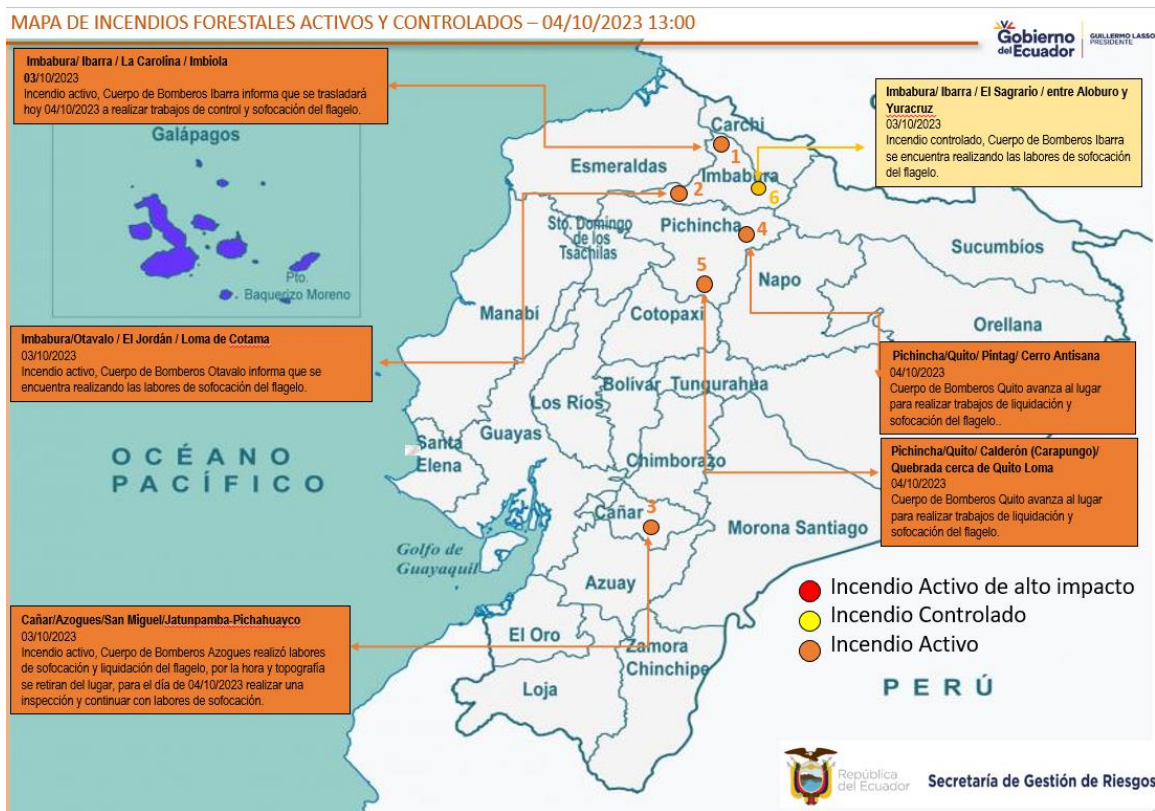 MAPA DE INCENDIOS FORESTALES ACTIVOS Y CONTROLADOS – 04/10/2023 13:00
Gobierno
del Ecuador
GUILLERMO LASSO
PRESIDENTE
Imbabura/ Ibarra / La Carolina / Imbiola
03/10/2023
Incendio activo, Cuerpo de Bomberos Ibarra informa que se trasladará
hoy 04/10/2023 a realizar trabajos de control y sofocación del flagelo.
Imbabura/ Ibarra / El Sagrario / entre Aloburo y
Yuracruz
03/10/2023
Incendio controlado, Cuerpo de Bomberos Ibarra
se encuentra realizando las labores de sofocación
del flagelo.
Galápagos
Pto.
Baquerizo Moreno
Carchi
1
Esmeraldas
Imbabura
2
6
Sto. Domingo
de los
Tsáchilas
Pichincha
4
Sucumbíos
5
Napo
Manabí
Cotopaxi
Orellana
Imbabura/Otavalo / El Jordán / Loma de Cotama
03/10/2023
Incendio activo, Cuerpo de Bomberos Otavalo informa que se
encuentra realizando las labores de sofocación del flagelo.
Pichincha/Quito/ Pintag/ Cerro Antisana
04/10/2023
Cuerpo de Bomberos Quito avanza al lugar
para realizar trabajos de liquidación y
sofocación del flagelo..
Bolívar
Tungurahua
Los Ríos
Guayas
Santa
Elena
Chimborazo
OCÉANO
PACÍFICO
Pichincha/Quito/ Calderón (Carapungo)/
Quebrada cerca de Quito Loma
04/10/2023
Cuerpo de Bomberos Quito avanza al lugar
para realizar trabajos de liquidación y
sofocación del flagelo.
Cañar
3
Morona Santiago
Golfo de
Guayaquil
Azuay
Incendio Activo de alto impacto
Incendio Controlado
Incendio Activo
Cañar/Azogues/San Miguel/Jatunpamba-Pichahuayco
03/10/2023
Incendio activo, Cuerpo de Bomberos Azogues realizó labores
de sofocación y liquidación del flagelo, por la hora y topografía
se retiran del lugar, para el día de 04/10/2023 realizar una
inspección y continuar con labores de sofocación.
El Oro
Zamora
Chinchipe
Loja
PERÚ
República
del Ecuador
Secretaría de Gestión de Riesgos